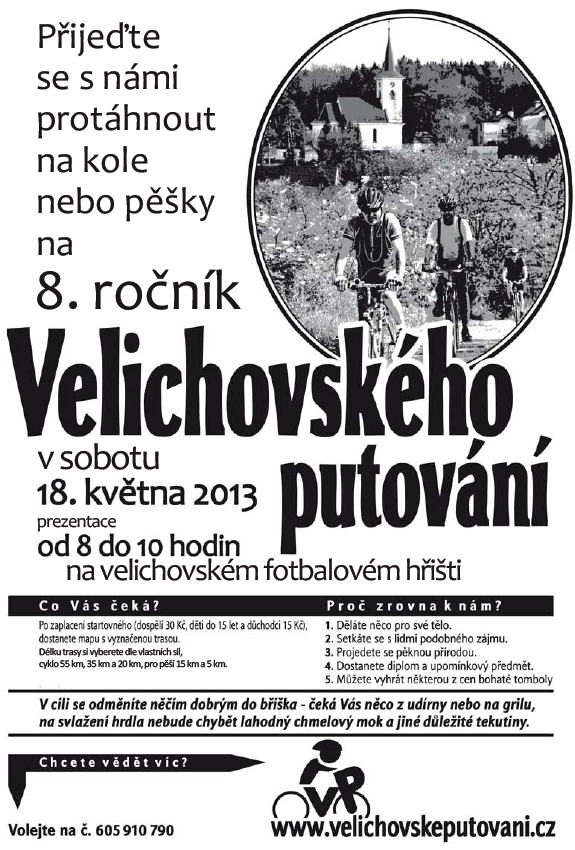 Přijeďte
se s námi
protáhnout
na kole
nebo pěšky
na
8. ročník
Velichovského
putování
v sobotu
18. května 2013
prezentace
od 8 do 10 hodin
na velichovském fotbalovém hřišti
Co Vás čeká?
Po zaplacení startovného (dospělí 30 Kč, děti do 15 let a důchodci 15 Kč),
dostanete mapu s vyznačenou trasou.
Délku trasy si vyberete dle vlastních sil,
cyklo 55 km, 35 km a 20 km, pro pěší 15 km a 5 km.
Proč zrovna k nám?
1. Děláte něco pro své tělo.
2. Setkáte se s lidmi podobného zájmu.
3. Projedete se pěknou přírodou.
4. Dostanete diplom a upomínkový předmět.
5. Můžete vyhrát některou z cen bohaté tomboly
V cíli se odměníte něčím dobrým do bříška - čeká Vás něco z udírny nebo na grilu,
na svlažení hrdla nebude chybět lahodný chmelový mok a jiné důležité tekutiny.
Chcete vědět víc?
Volejte na č. 605 910 790
VP
www.velichovskeputovani.cz